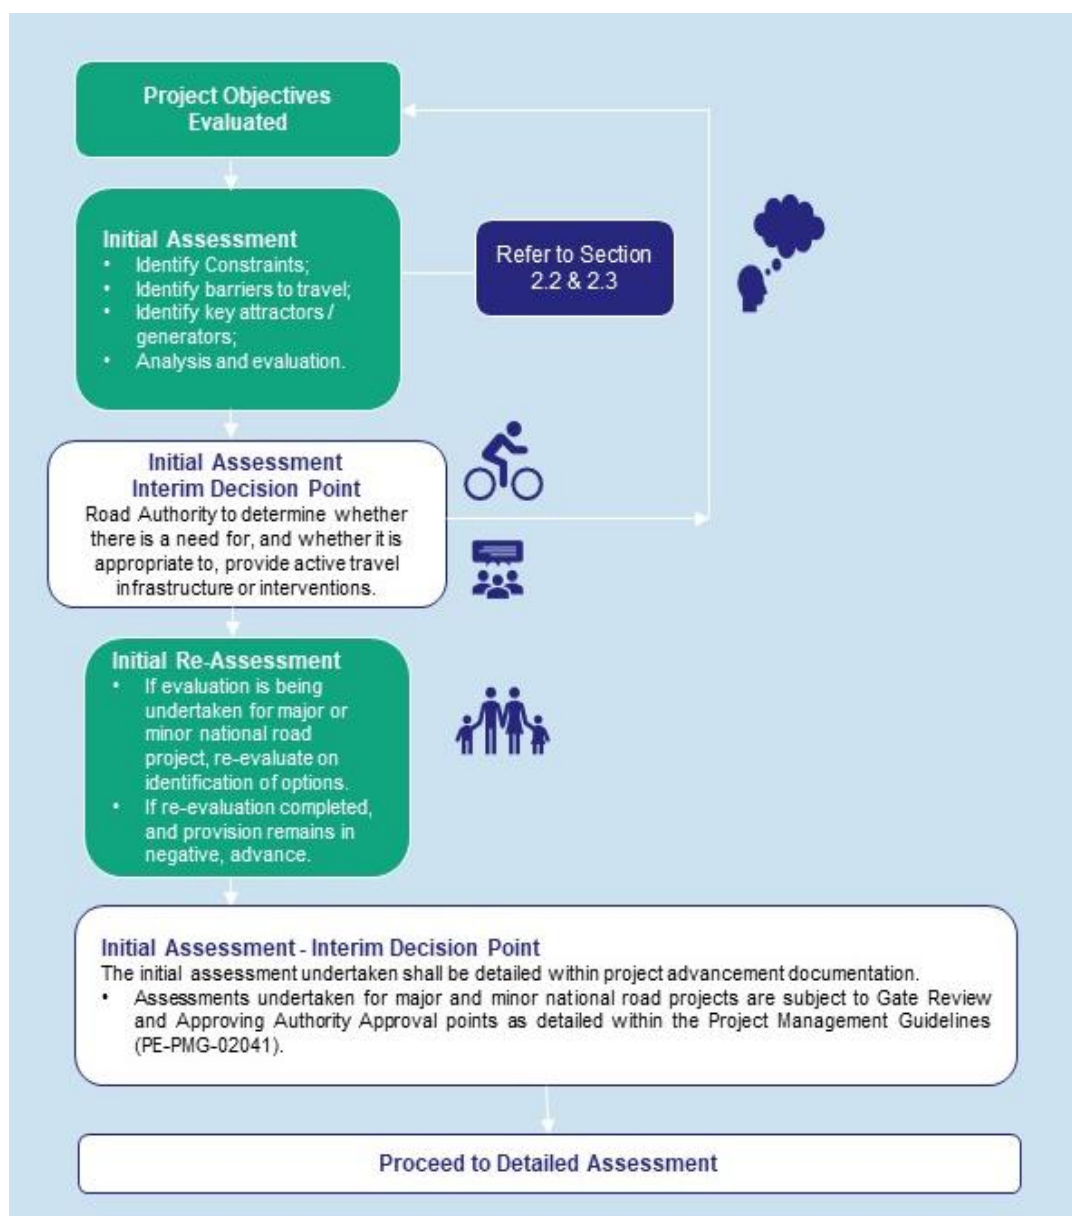 Project Objectives
Evaluated
Initial Assessment
• Identify Constraints;
• Identify barriers to travel;
• Identify key attractors /
generators;
• Analysis and evaluation.
Refer to Section
2.2 & 2.3
Initial Assessment
Interim Decision Point
Road Authority to determine whether
there is a need for, and whether it is
appropriate to, provide active travel
infrastructure or interventions.
Initial Re-Assessment
• If evaluation is being
undertaken for major or
minor national road
project, re-evaluate on
identification of options.
• If re-evaluation completed,
and provision remains in
negative, advance.
Initial Assessment - Interim Decision Point
The initial assessment undertaken shall be detailed within project advancement documentation.
• Assessments undertaken for major and minor national road projects are subject to Gate Review
and Approving Authority Approval points as detailed within the Project Management Guidelines
(PE-PMG-02041).
Proceed to Detailed Assessment